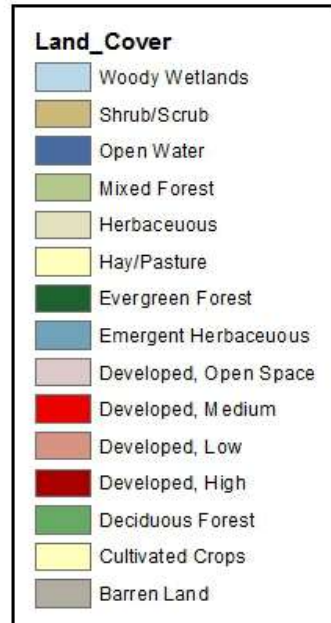 Land_Cover
Woody Wetlands
Shrub/Scrub
Open Water
Mixed Forest
Herbaceuous
Hay/Pasture
Evergreen Forest
Emergent Herbaceuous
Developed, Open Space
Developed, Medium
Developed, Low
Developed, High
Deciduous Forest
Cultivated Crops
Barren Land